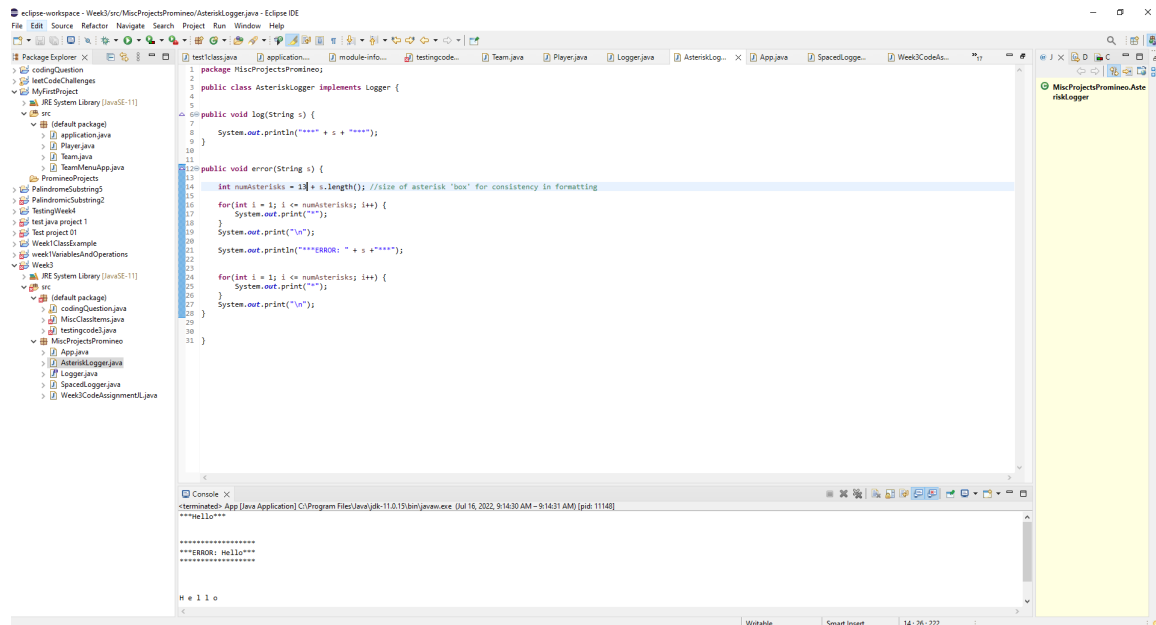 eclipse-workspace - Week3/src/MiscProjectsPromineo/AsteriskLogger.java - Eclipse IDE
File Edit Source Refactor Navigate Search Project Run Window Help
Package Explorer
codingQuestion
leetCodeChallenges
MyFirstProject
JRE System Library [JavaSE-11]
src
(default package)
application.java
Player.java
Team.java
TeamMenuApp.java
PromineoProjects
PalindromeSubstring5
PalindromicSubstring2
TestingWeek4
test java project 1
Test project 01
Week1ClassExample
week1VariablesAndOperations
Week3
JRE System Library [JavaSE-11]
src
(default package)
codingQuestion.java
MiscClassItems.java
testingcode3.java
MiscProjectsPromineo
App.java
AsteriskLogger.java
Logger.java
SpacedLogger.java
Week3CodeAssignmentJL.java
test1class.java application.... module-info.... testingcode... Team.java Player.java Logger.java AsteriskLog... App.java SpacedLogge... Week3CodeAs... 17
1 package MiscProjectsPromineo;
2
3 public class AsteriskLogger implements Logger {
4
5
6 public void log(String s) {
7
8 System.out.println("***" + s + "***");
9 }
10
11
12 public void error(String s) {
13
14 int numAsterisks = 13 + s.length(); //size of asterisk 'box' for consistency in formatting
15
16 for(int i = 1; i <= numAsterisks; i++) {
17 System.out.print("*");
18 }
19 System.out.print("\n");
20
21 System.out.println("***ERROR: " + s +"***");
22
23
24 for(int i = 1; i <= numAsterisks; i++) {
25 System.out.print("*");
26 }
27 System.out.print("\n");
28 }
29
30
31 }
@ J D C
MiscProjectsPromineo.Aste
riskLogger
Console
<terminated> App [Java Application] C:\Program Files\Java\jdk-11.0.15\bin\javaw.exe (Jul 16, 2022, 9:14:30 AM – 9:14:31 AM) [pid: 11148]
***Hello***
******************
***ERROR: Hello***
******************
H e l l o
Writable Smart Insert 14 : 26 : 222